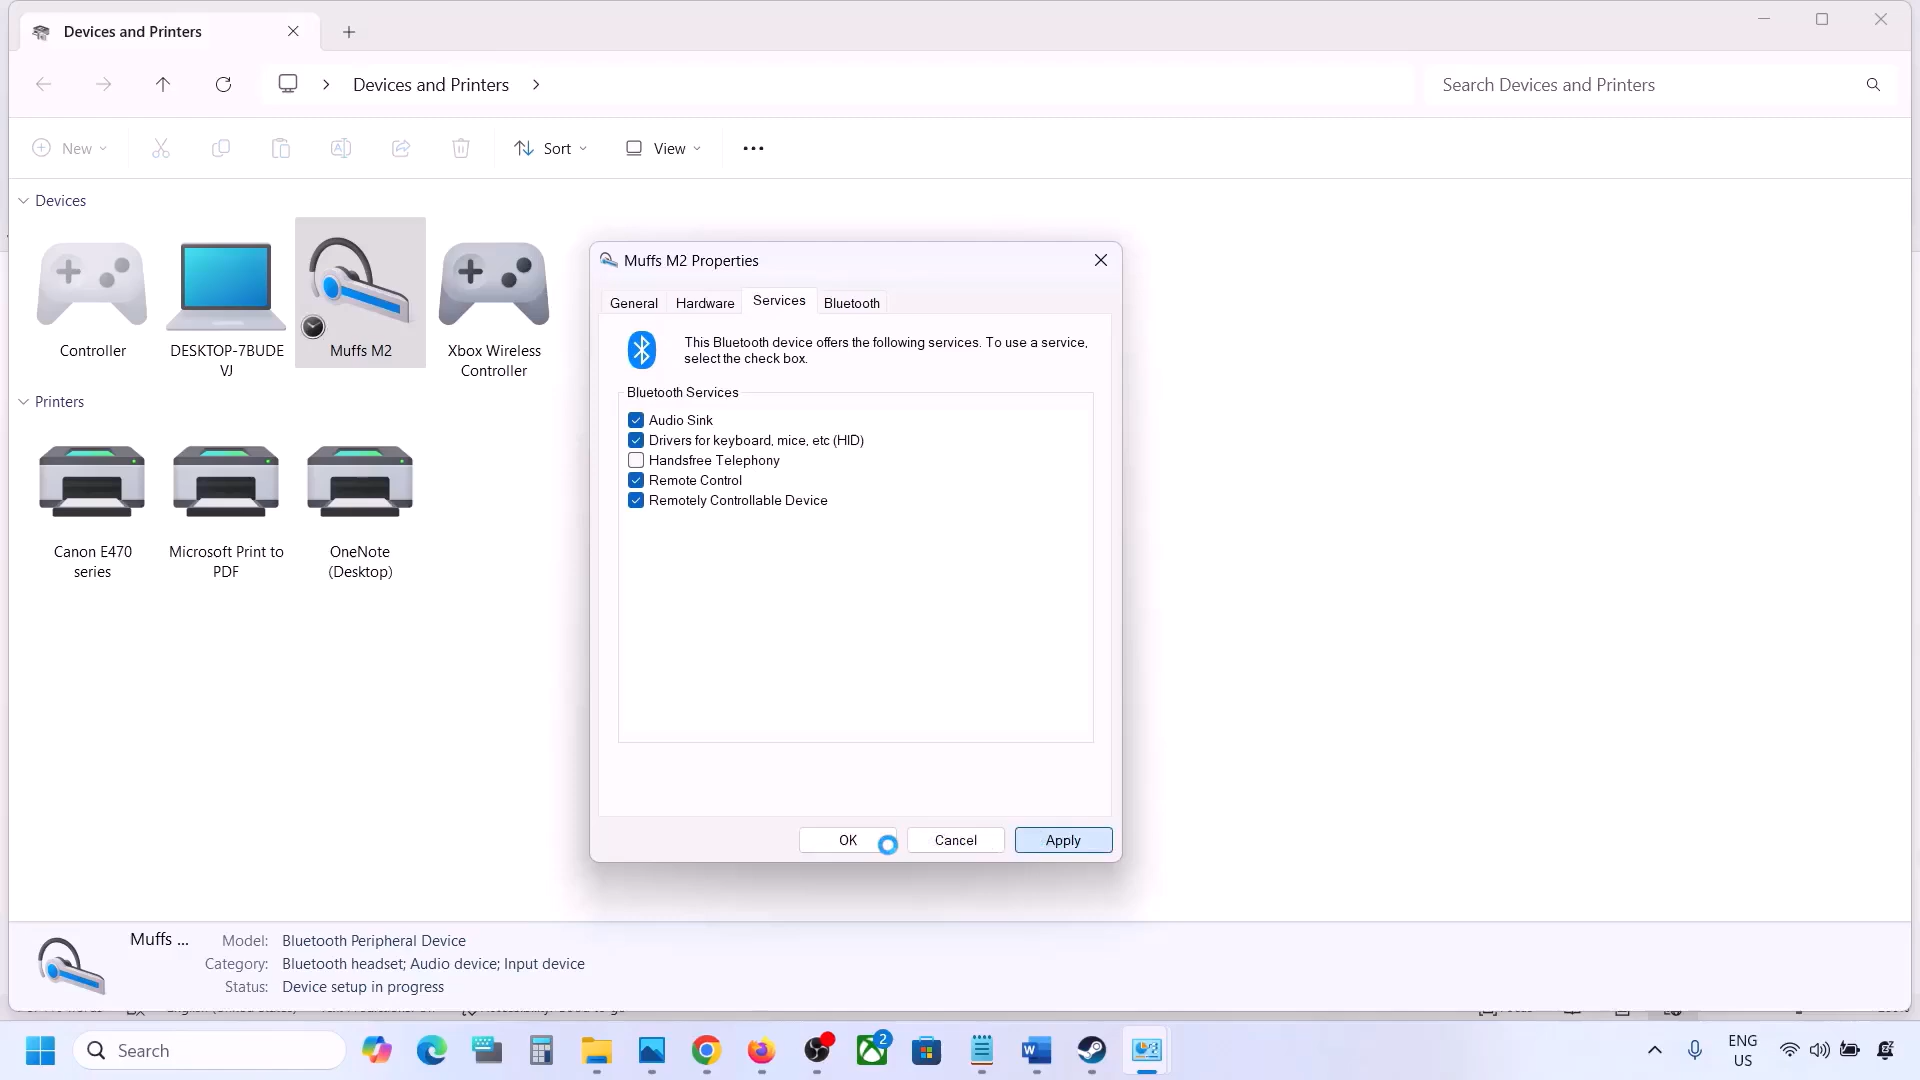 Devices and Printers
Devices and Printers
Search Devices and Printers
New
Sort
View
Devices
Controller
DESKTOP-7BUDE
VJ
Muffs M2
Xbox Wireless
Controller
Printers
Canon E470
series
Microsoft Print to
PDF
OneNote
(Desktop)
Muffs M2 Properties
General
Hardware
Services
Bluetooth
This Bluetooth device offers the following services. To use a service,
select the check box.
Bluetooth Services
Audio Sink
Drivers for keyboard, mice, etc (HID)
Handsfree Telephony
Remote Control
Remotely Controllable Device
OK
Cancel
Apply
Muffs ...
Model: Bluetooth Peripheral Device
Category: Bluetooth headset; Audio device; Input device
Status: Device setup in progress
Search
2
ENG
US